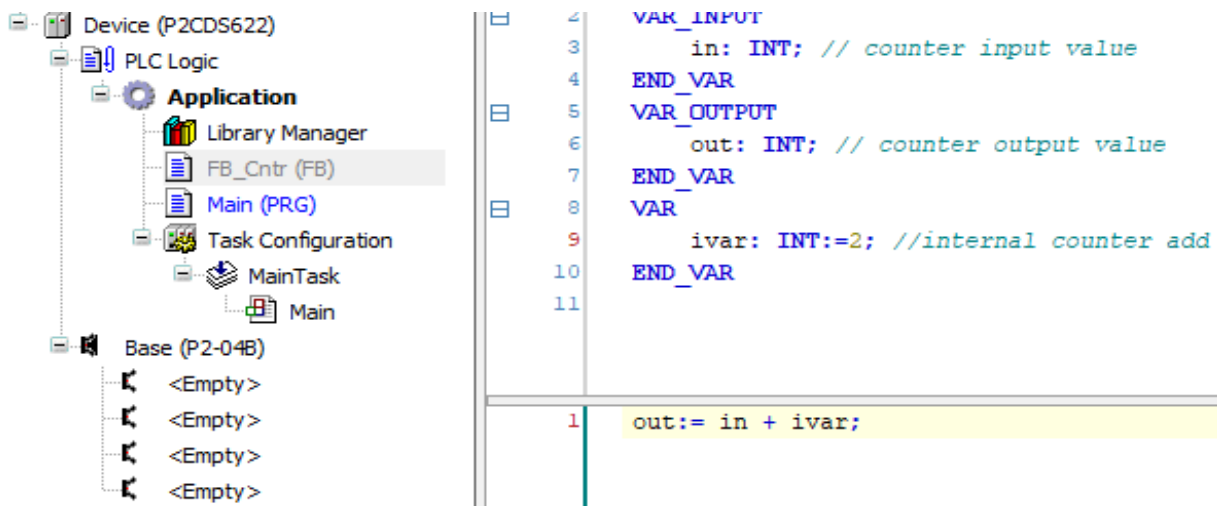 Device (P2CDS622)
PLC Logic
Application
Library Manager
FB_Cntr (FB)
Main (PRG)
Task Configuration
MainTask
Main
Base (P2-04B)
<Empty>
<Empty>
<Empty>
<Empty>
2 VAR_INPUT
3 in: INT; // counter input value
4 END_VAR
5 VAR_OUTPUT
6 out: INT; // counter output value
7 END_VAR
8 VAR
9 ivar: INT:=2; //internal counter add
10 END_VAR
11
1 out:= in + ivar;